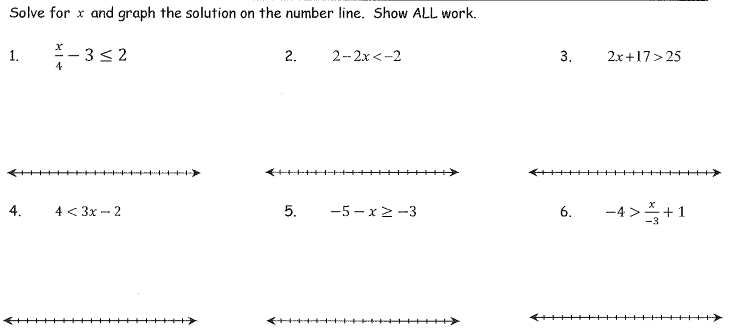 Solve for x and graph the solution on the number line. Show ALL work.
1. x/4 − 3 ≤ 2 2. 2−2x<−2 3. 2x+17>25
4. 4 < 3x − 2 5. −5 − x ≥ −3 6. −4 > x/−3 + 1